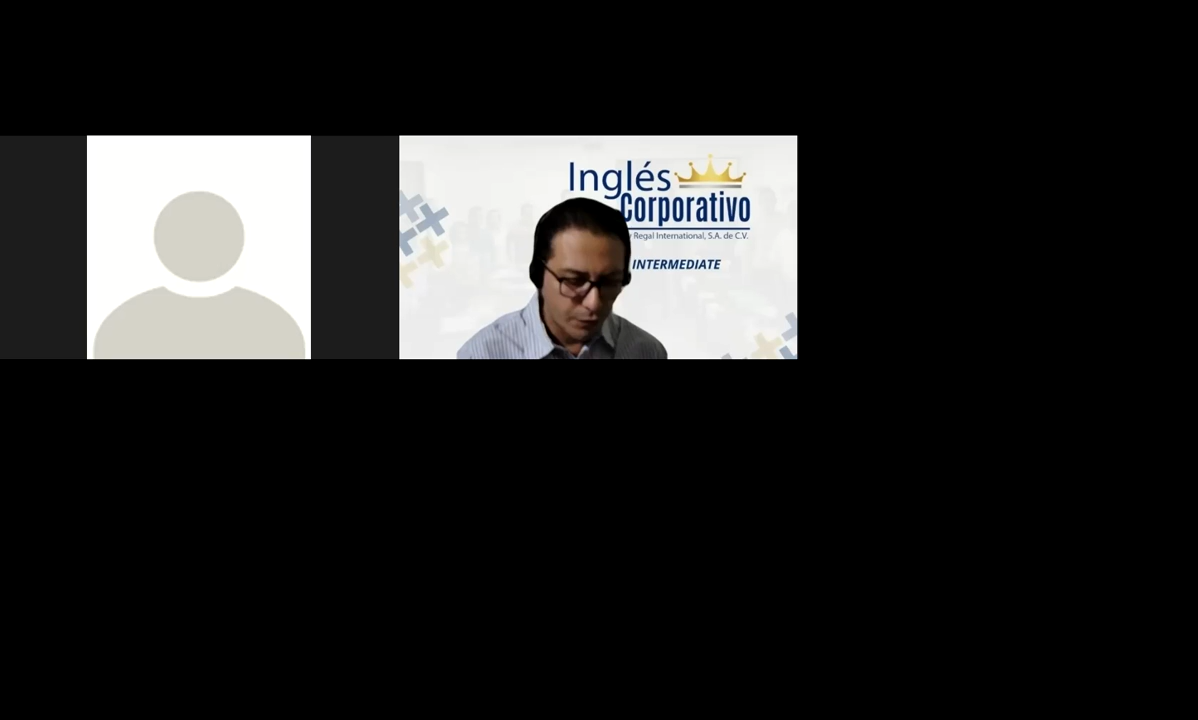 Inglés
Corporativo
Regal International, S.A. de C.V.
INTERMEDIATE